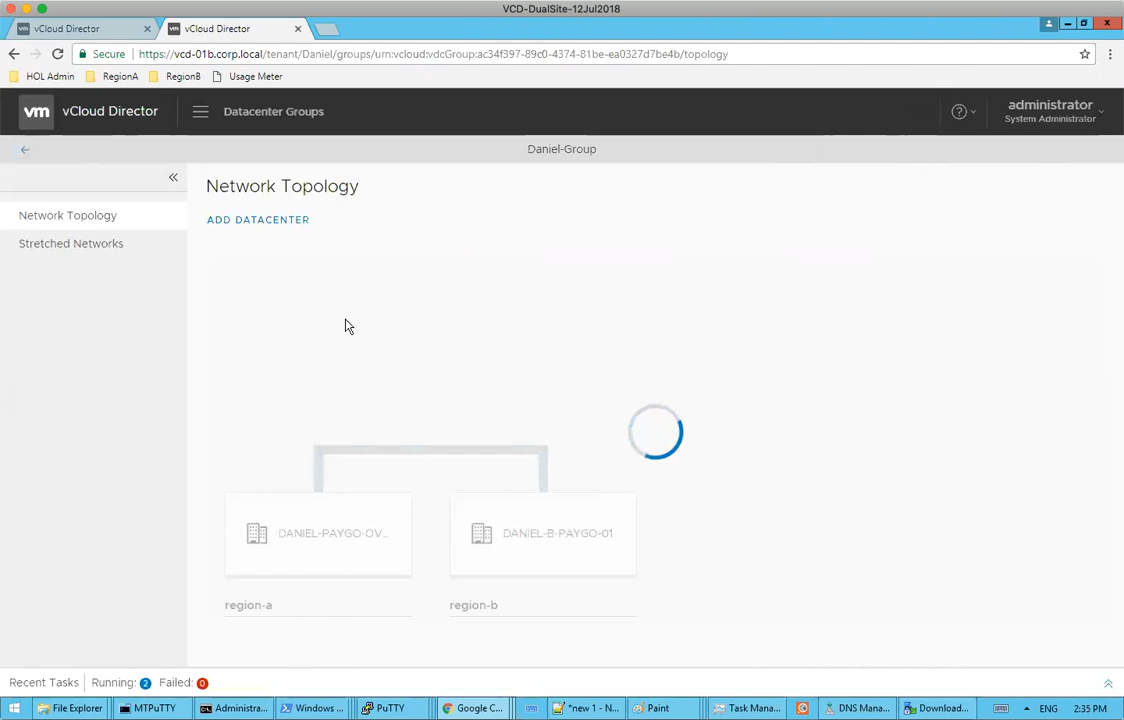 VCD-DualSite-12Jul2018
vm vCloud Director
vm vCloud Director
Secure https://vcd-01b.corp.local/tenant/Daniel/groups/urn:vcloud:vdcGroup:ac34f397-89c0-4374-81be-ea0327d7be4b/topology
HOL Admin RegionA RegionB Usage Meter
vm vCloud Director Datacenter Groups ? administrator
System Administrator
Daniel-Group
Network Topology
ADD DATACENTER
Network Topology
Stretched Networks
DANIEL-PAYGO-OV... DANIEL-B-PAYGO-01
region-a region-b
Recent Tasks Running: 2 Failed: 0
File Explorer MTPuTTY Administra... Windows ... PuTTY Google C... *new 1 - N... Paint Task Mana... DNS Mana... Download... ENG 2:35 PM